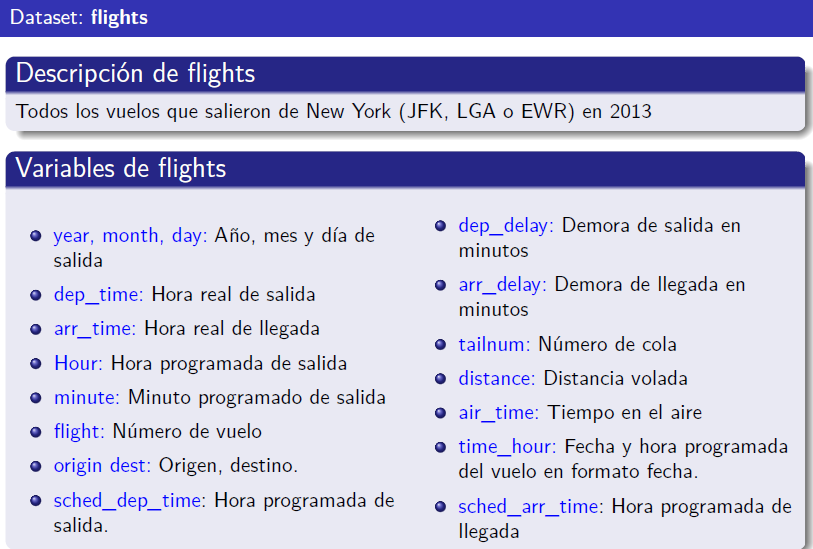 Dataset: flights
Descripción de flights
Todos los vuelos que salieron de New York (JFK, LGA o EWR) en 2013
Variables de flights
year, month, day: Año, mes y día de
salida
dep_time: Hora real de salida
arr_time: Hora real de llegada
Hour: Hora programada de salida
minute: Minuto programado de salida
flight: Número de vuelo
origin dest: Origen, destino.
sched_dep_time: Hora programada de
salida.
dep_delay: Demora de salida en
minutos
arr_delay: Demora de llegada en
minutos
tailnum: Número de cola
distance: Distancia volada
air_time: Tiempo en el aire
time_hour: Fecha y hora programada
del vuelo en formato fecha.
sched_arr_time: Hora programada de
llegada